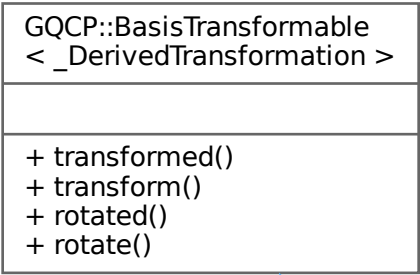 GQCP::BasisTransformable
< _DerivedTransformation >
+ transformed()
+ transform()
+ rotated()
+ rotate()